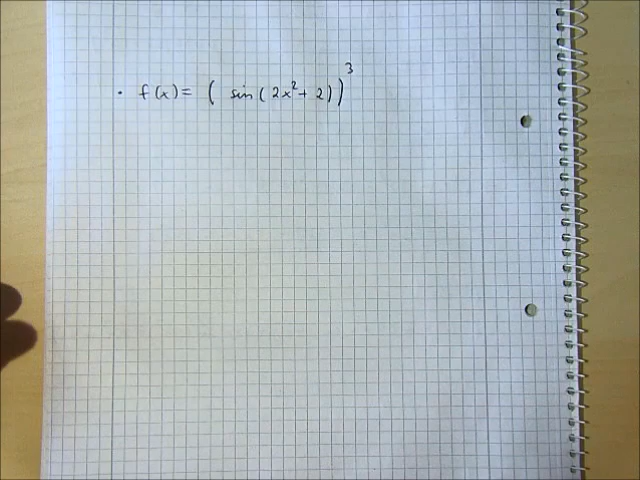 · f(x) = ( sin ( 2x² + 2 ) )³